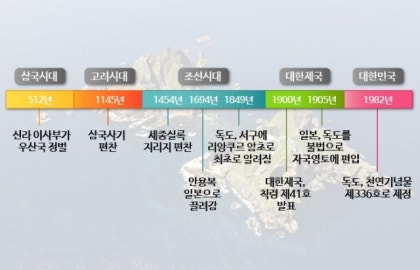 삼국시대
고려시대
조선시대
대한제국
대한민국
512년
1145년
1454년
1694년
1849년
1900년
1905년
1982년
신라 이사부가
우산국 정벌
삼국사기
편찬
세종실록
지리지 편찬
안용복
일본으로
끌려감
독도, 서구에
리앙쿠르 암초로
최초로 알려짐
대한제국,
칙령 제41호
발표
일본, 독도를
불법으로
자국영토에 편입
독도, 천연기념물
제336호로 제정